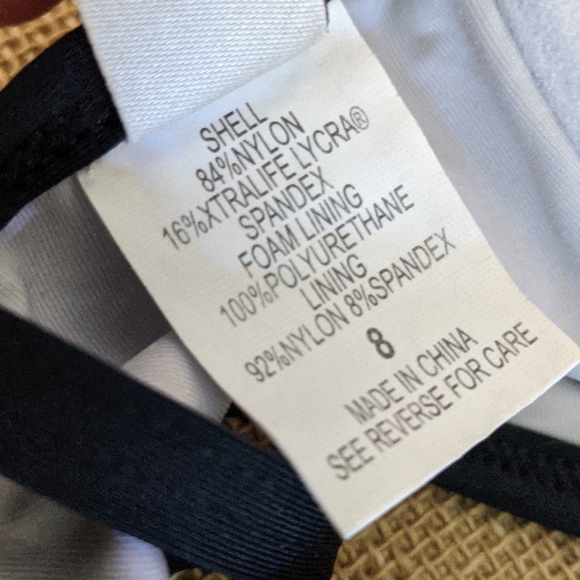 SHELL
84%NYLON
16%XTRALIFE LYCRA®
SPANDEX
FOAM LINING
100%POLYURETHANE
LINING
92%NYLON 8%SPANDEX
8
MADE IN CHINA
SEE REVERSE FOR CARE